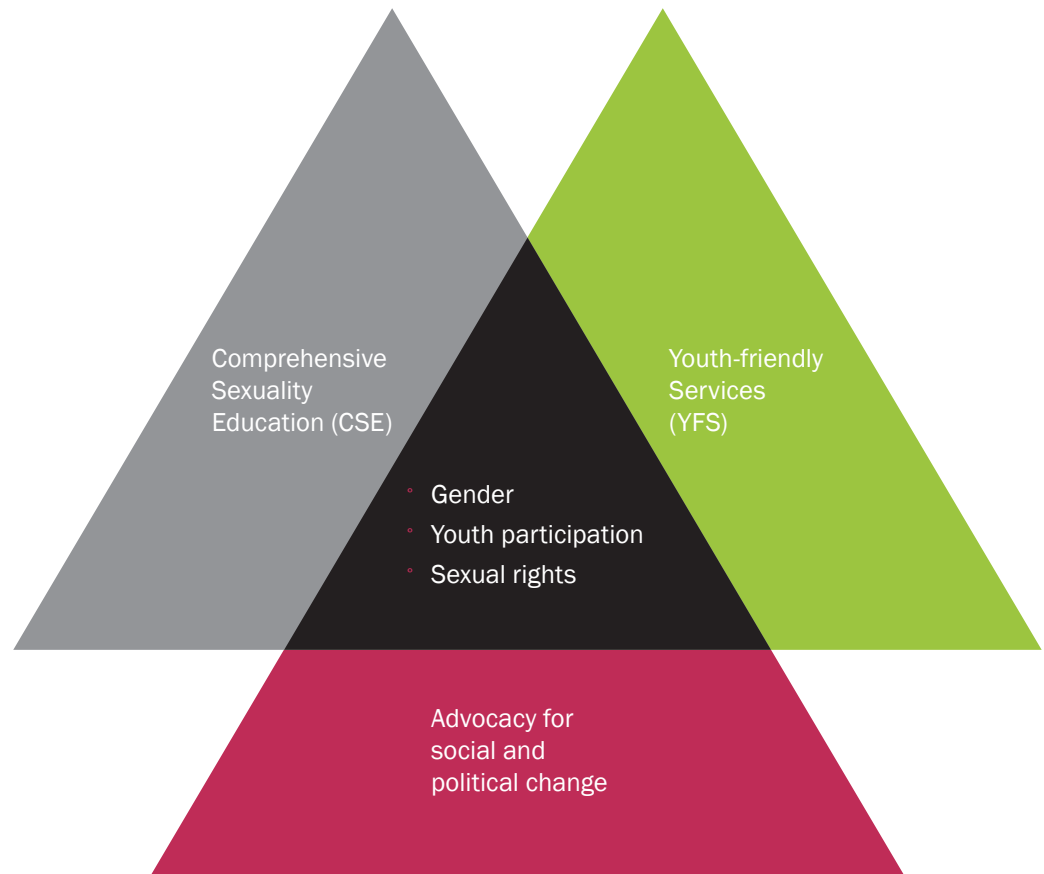 Comprehensive
Sexuality
Education (CSE)
Youth-friendly
Services
(YFS)
° Gender
° Youth participation
° Sexual rights
Advocacy for
social and
political change